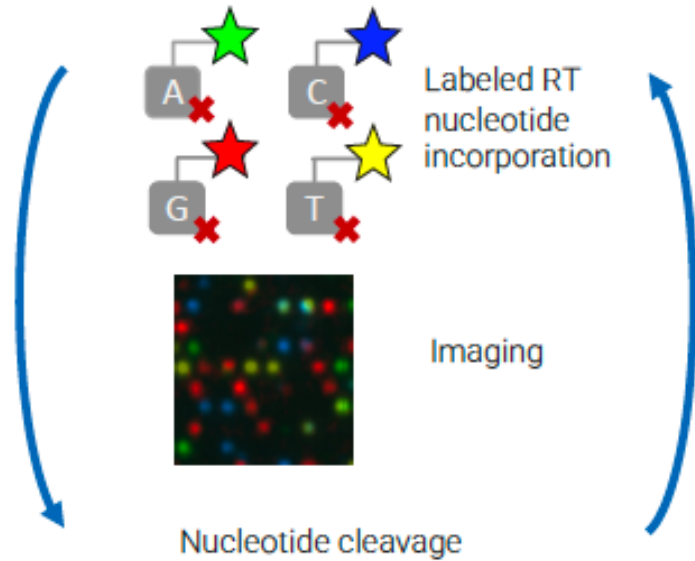 A
C
Labeled RT
nucleotide
incorporation
G
T
Imaging
Nucleotide cleavage